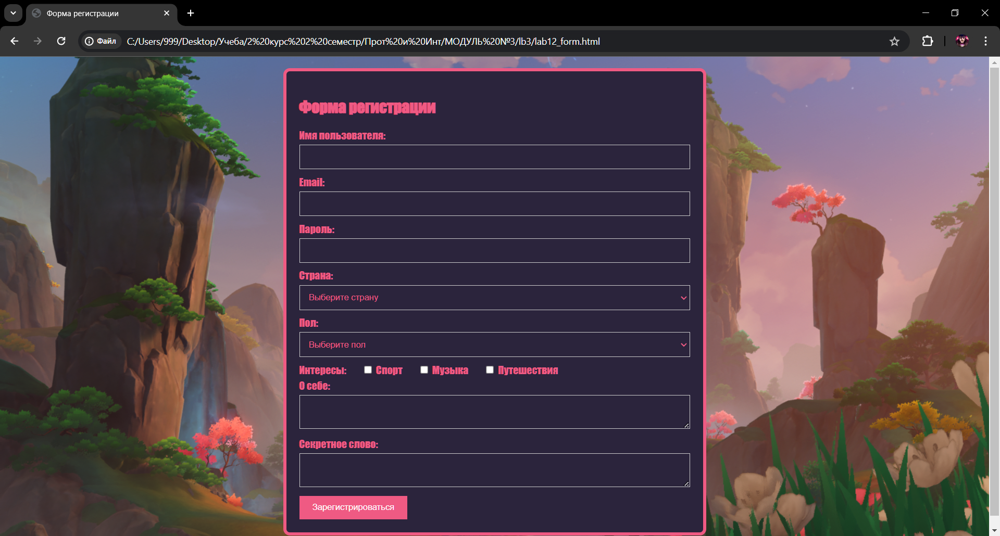 Форма регистрации
Файл C:/Users/999/Desktop/Учеба/2%20курс%202%20семестр/Прот%20и%20Инт/МОДУЛЬ%20№3/lb3/lab12_form.html
Форма регистрации
Имя пользователя:
Email:
Пароль:
Страна:
Выберите страну
Пол:
Выберите пол
Интересы: Спорт Музыка Путешествия
О себе:
Секретное слово:
Зарегистрироваться